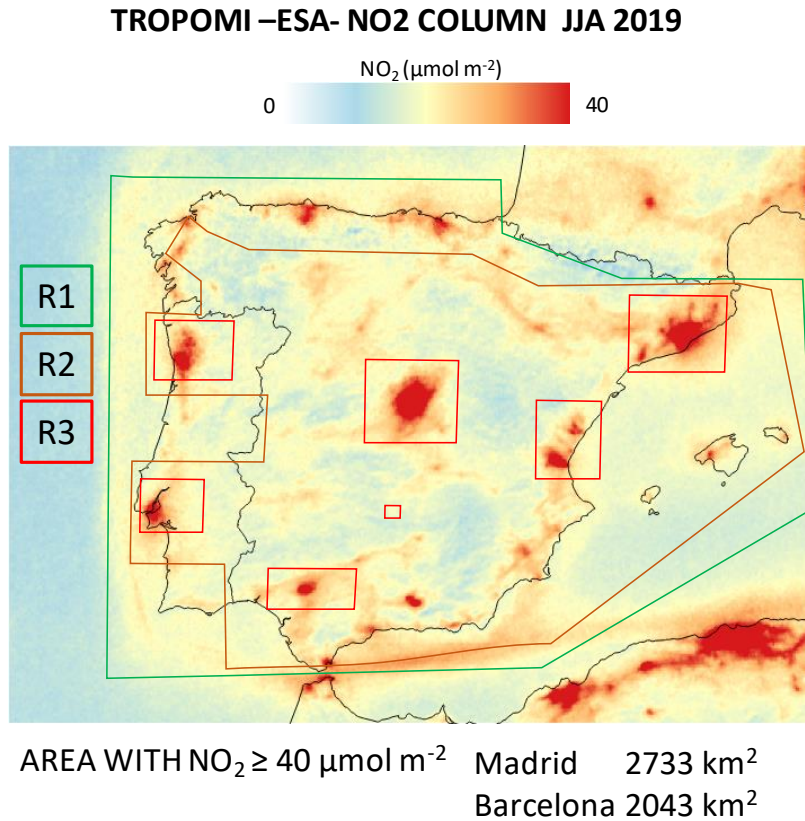 TROPOMI –ESA- NO2 COLUMN JJA 2019
NO₂ (µmol m⁻²)
0 40
R1
R2
R3
AREA WITH NO₂ ≥ 40 µmol m⁻² Madrid 2733 km²
Barcelona 2043 km²